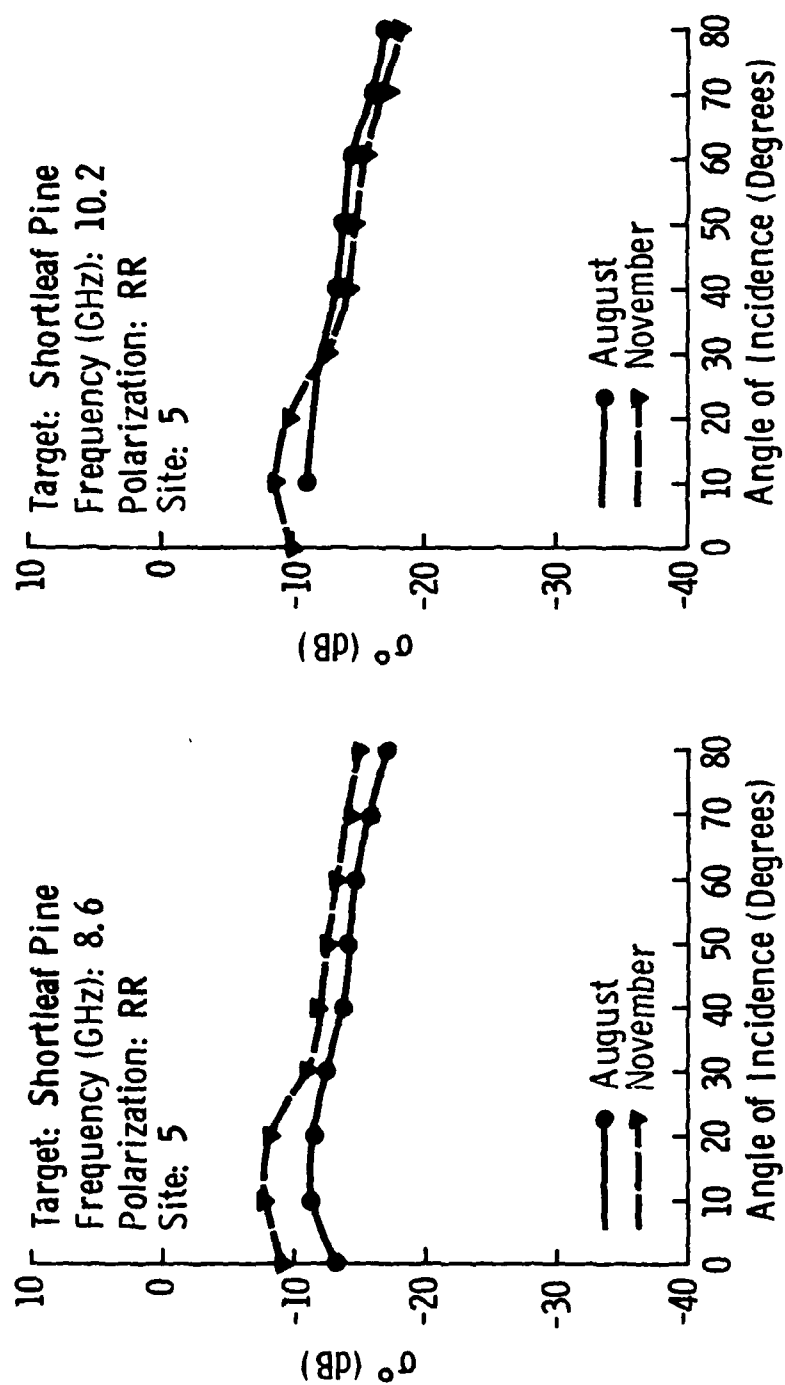 Target: Shortleaf Pine
Frequency (GHz): 8.6
Polarization: RR
Site: 5
10
0
-10
-20
-30
-40
σ° (dB)
0 10 20 30 40 50 60 70 80
Angle of Incidence (Degrees)
August
November
Target: Shortleaf Pine
Frequency (GHz): 10.2
Polarization: RR
Site: 5
10
0
-10
-20
-30
-40
σ° (dB)
0 10 20 30 40 50 60 70 80
Angle of Incidence (Degrees)
August
November